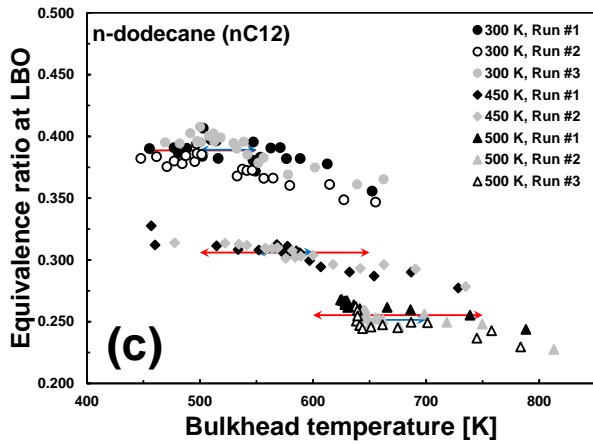 n-dodecane (nC12)
300 K, Run #1
300 K, Run #2
300 K, Run #3
450 K, Run #1
450 K, Run #2
500 K, Run #1
500 K, Run #2
500 K, Run #3
(c)
Equivalence ratio at LBO
0.500
0.450
0.400
0.350
0.300
0.250
0.200
400 500 600 700 800
Bulkhead temperature [K]